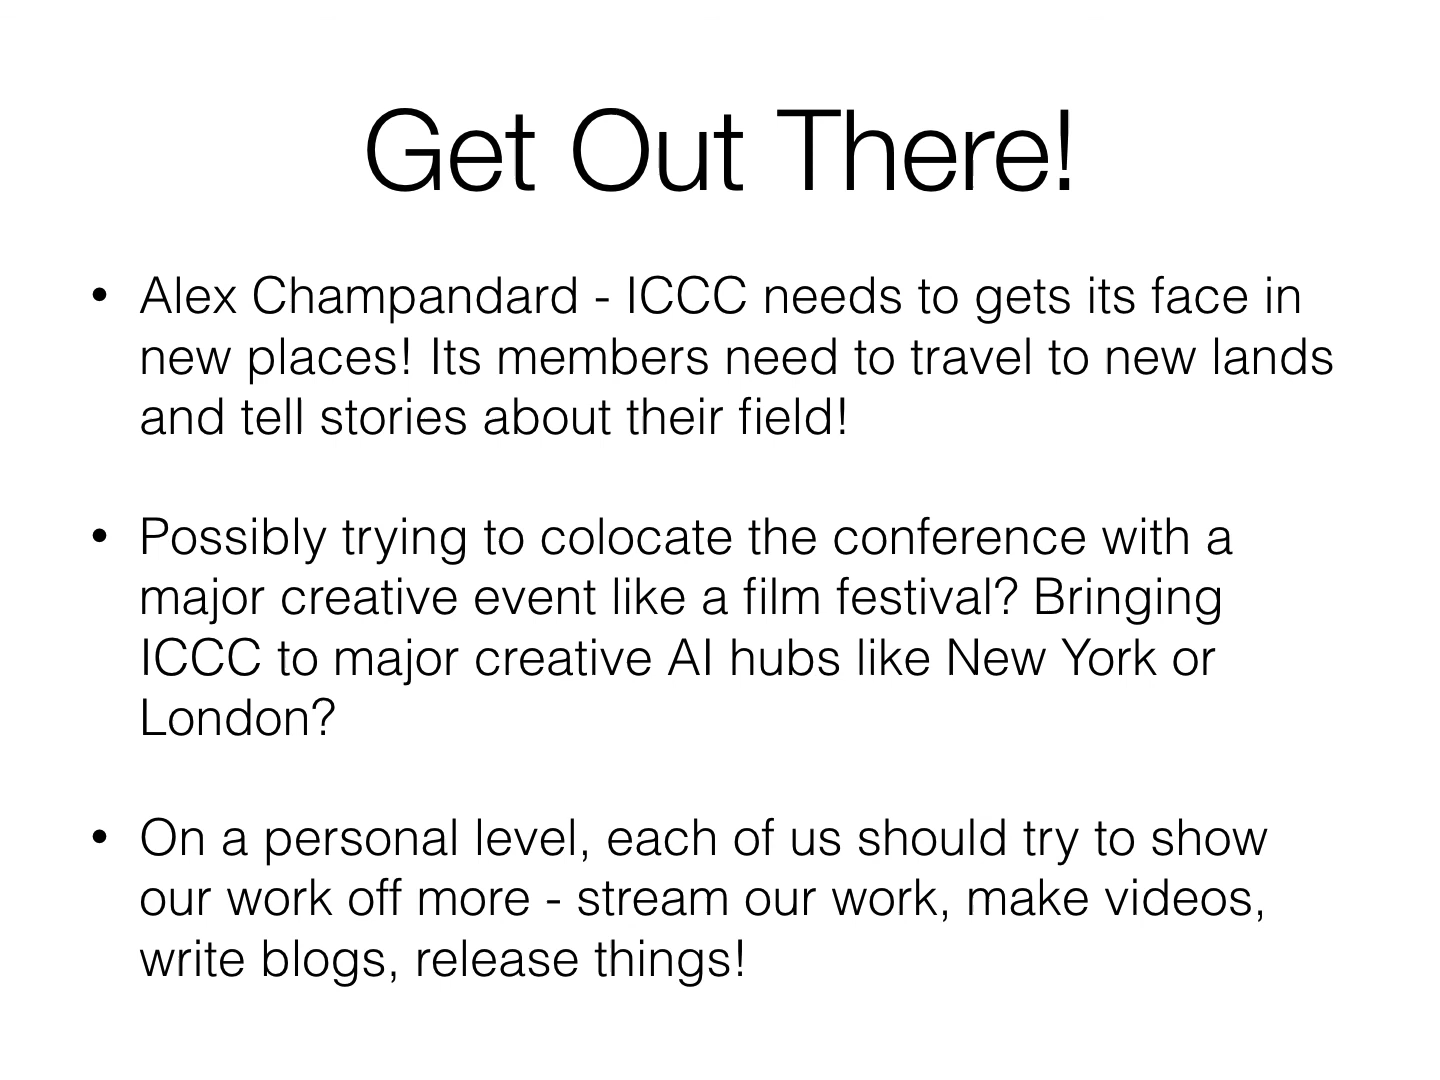 Get Out There!
• Alex Champandard - ICCC needs to gets its face in
new places! Its members need to travel to new lands
and tell stories about their field!
• Possibly trying to colocate the conference with a
major creative event like a film festival? Bringing
ICCC to major creative AI hubs like New York or
London?
• On a personal level, each of us should try to show
our work off more - stream our work, make videos,
write blogs, release things!